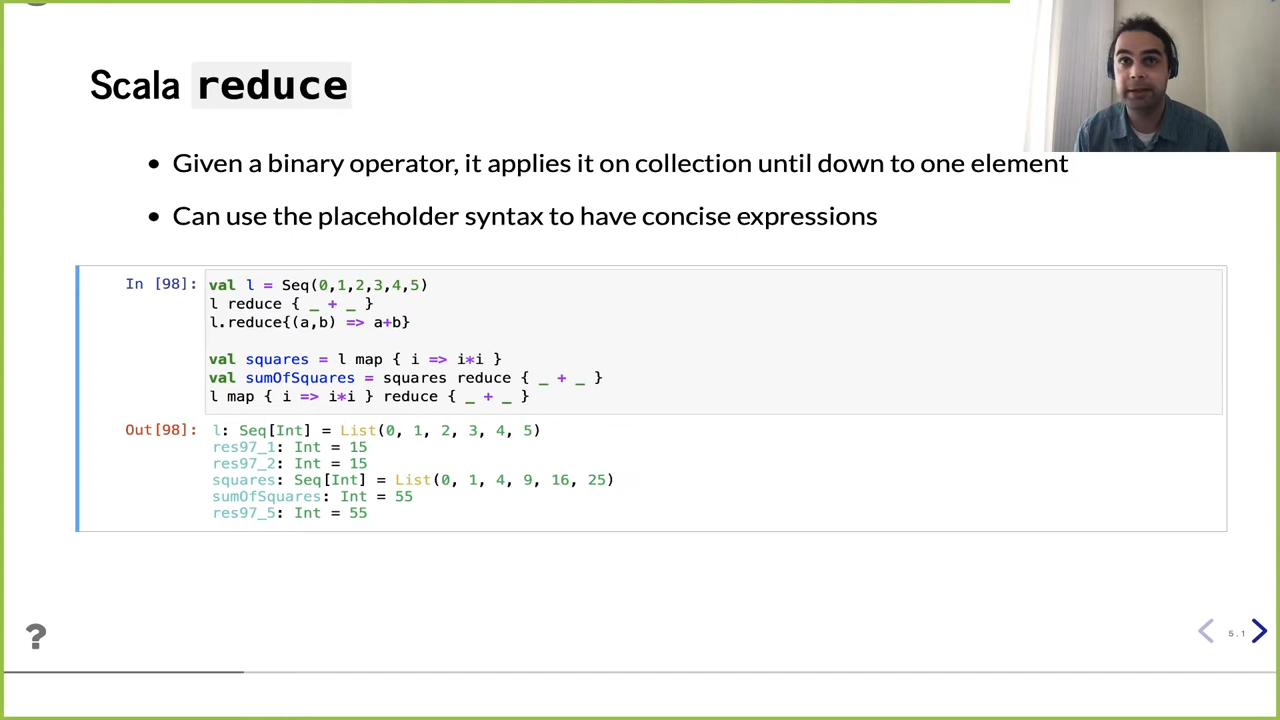 Scala reduce
Given a binary operator, it applies it on collection until down to one element
Can use the placeholder syntax to have concise expressions
In [98]:
val l = Seq(0,1,2,3,4,5)
l reduce { _ + _ }
l.reduce{(a,b) => a+b}
val squares = l map { i => i*i }
val sumOfSquares = squares reduce { _ + _ }
l map { i => i*i } reduce { _ + _ }
Out[98]:
l: Seq[Int] = List(0, 1, 2, 3, 4, 5)
res97_1: Int = 15
res97_2: Int = 15
squares: Seq[Int] = List(0, 1, 4, 9, 16, 25)
sumOfSquares: Int = 55
res97_5: Int = 55
?
5.1